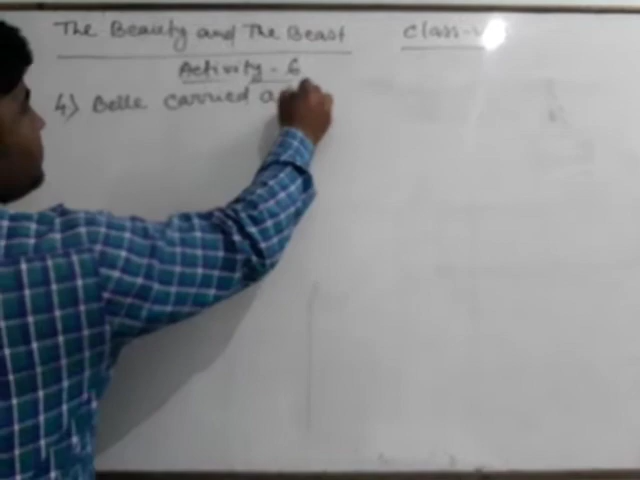 The Beauty and The Beast
Class-
Activity - 6
4) Belle carried a